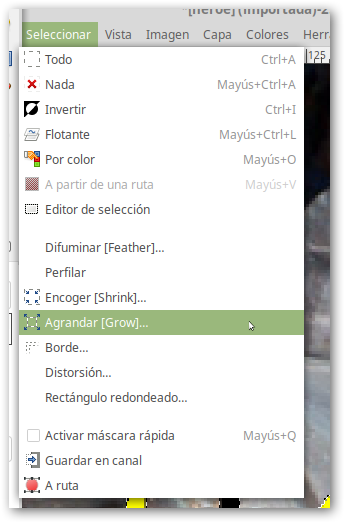 *[heroe] (importada)-2
Seleccionar Vista Imagen Capa Colores Herra
125
Todo Ctrl+A
Nada Mayús+Ctrl+A
Invertir Ctrl+I
Flotante Mayús+Ctrl+L
Por color Mayús+O
A partir de una ruta Mayús+V
Editor de selección
Difuminar [Feather]...
Perfilar
Encoger [Shrink]...
Agrandar [Grow]...
Borde...
Distorsión...
Rectángulo redondeado...
Activar máscara rápida Mayús+Q
Guardar en canal
A ruta